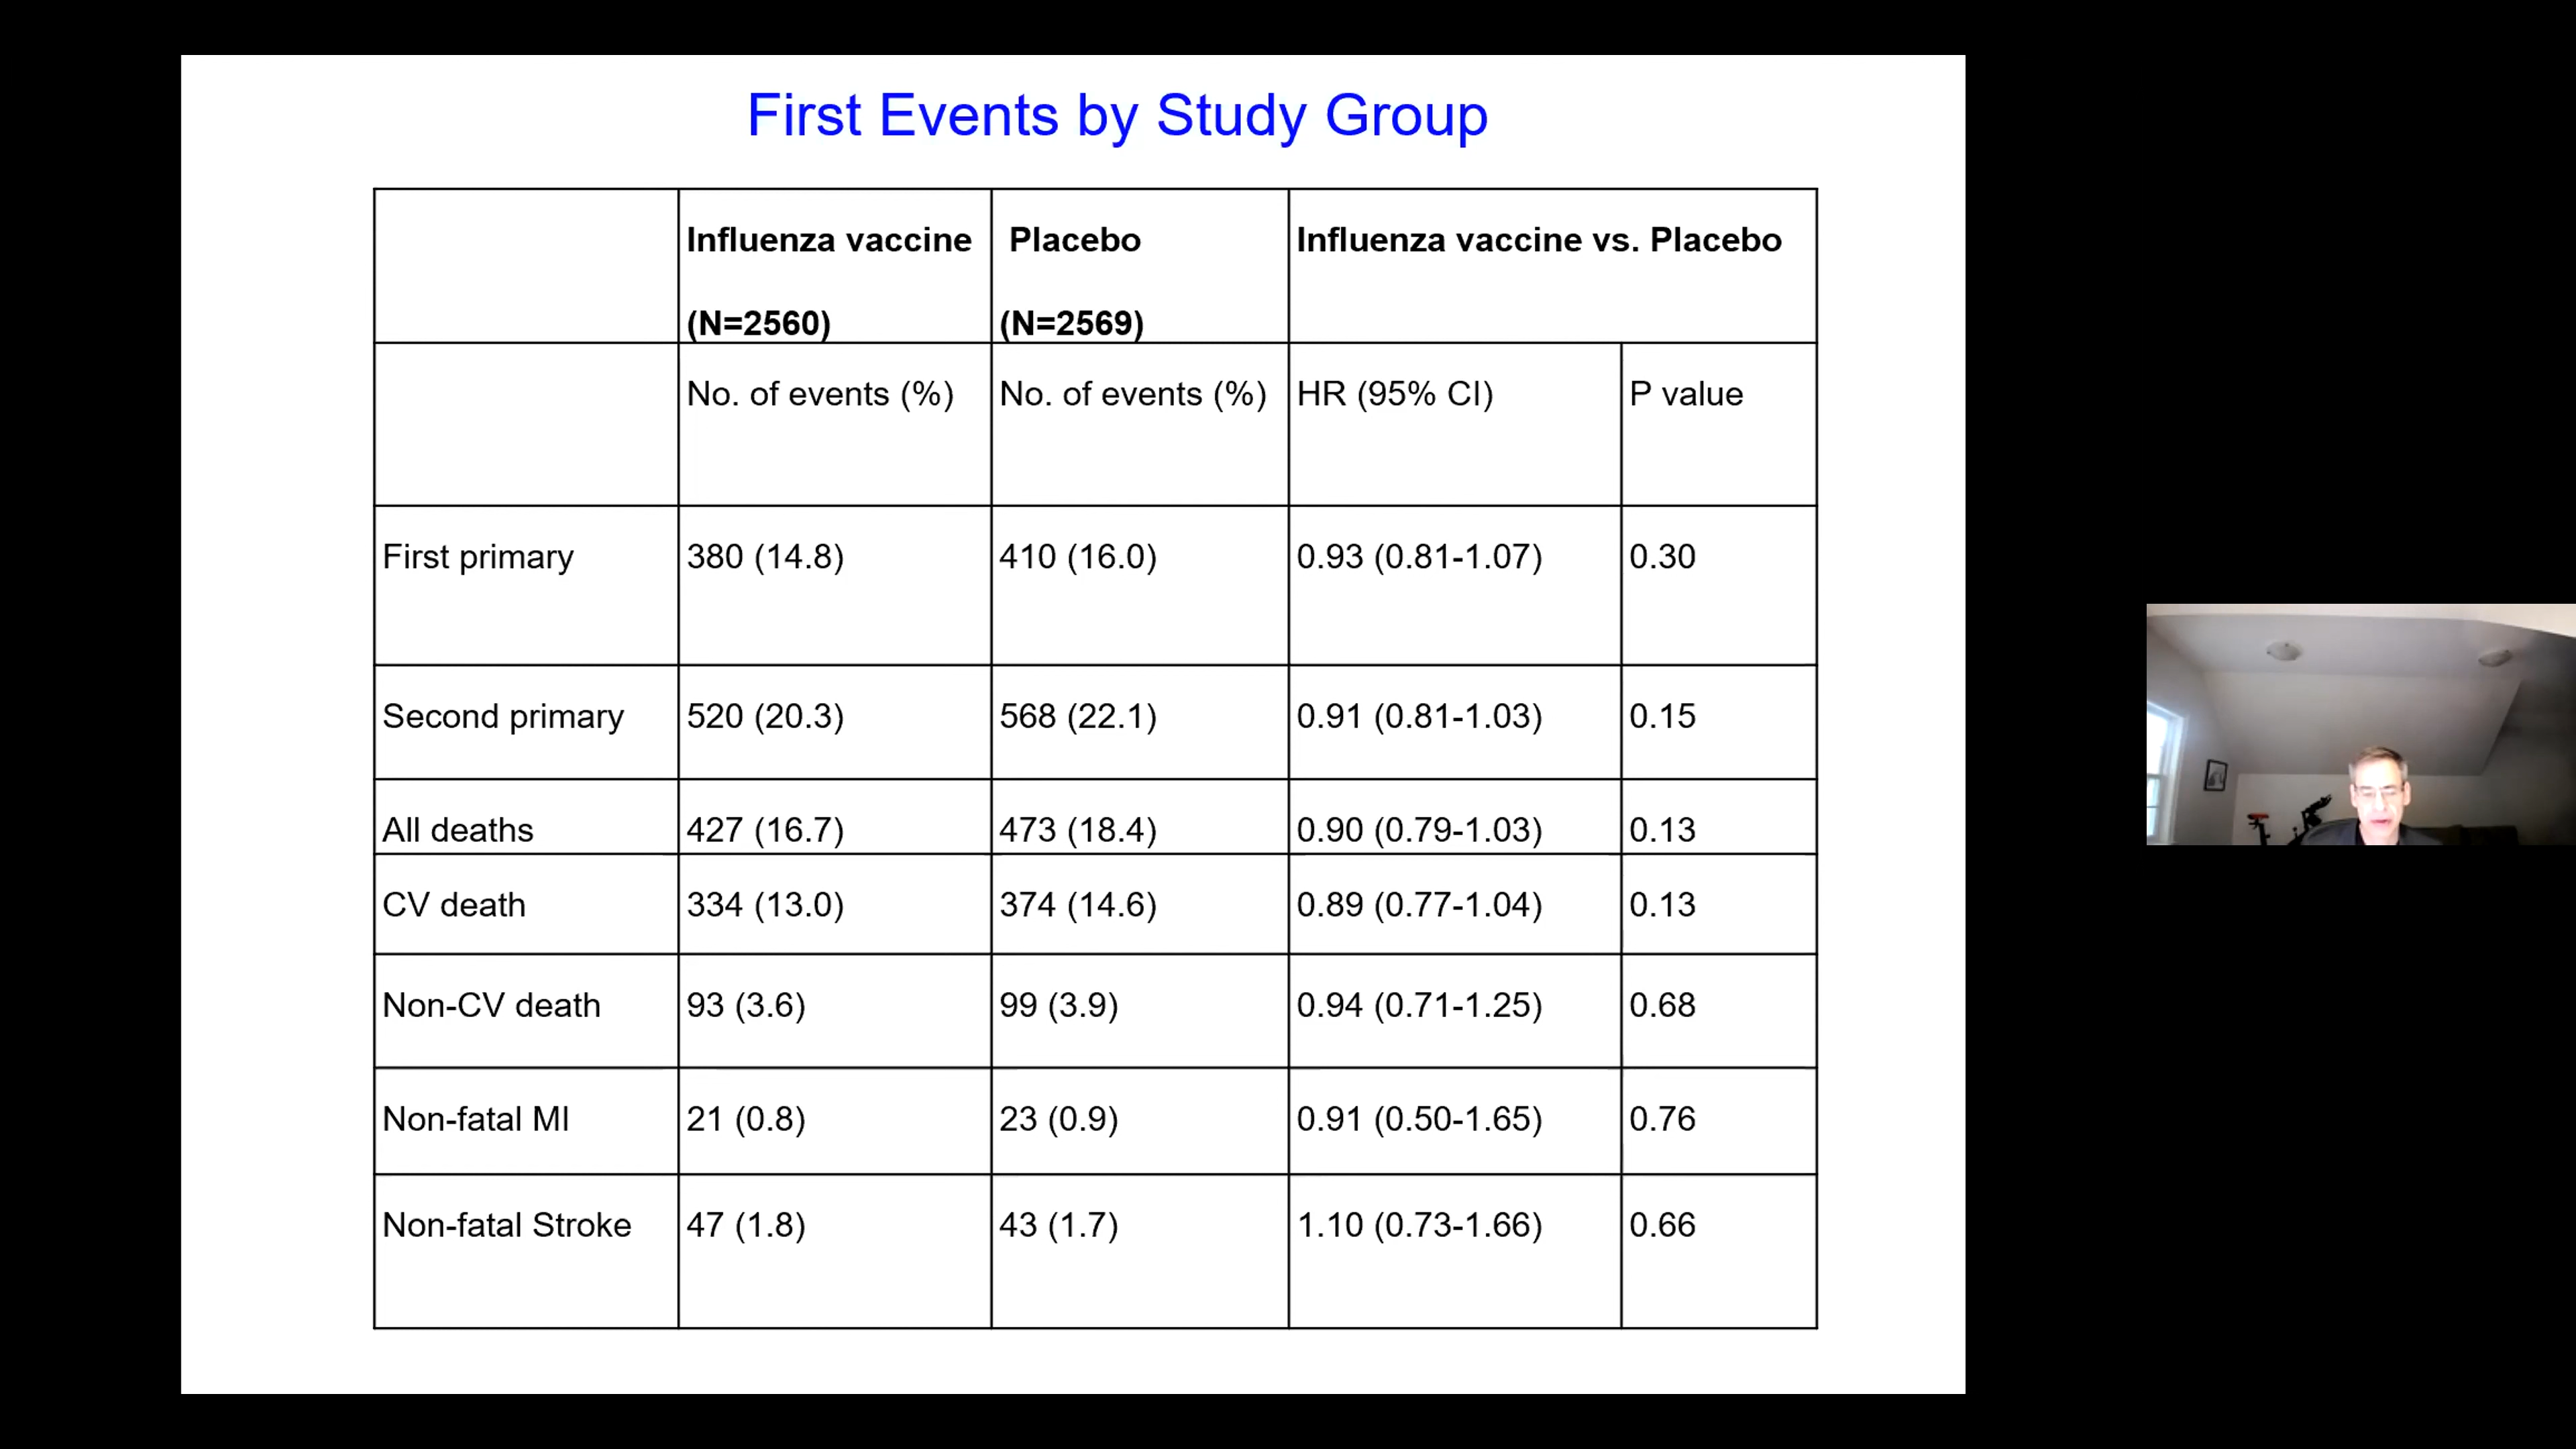 First Events by Study Group
Influenza vaccine (N=2560) Placebo (N=2569) Influenza vaccine vs. Placebo
No. of events (%) No. of events (%) HR (95% CI) P value
First primary 380 (14.8) 410 (16.0) 0.93 (0.81-1.07) 0.30
Second primary 520 (20.3) 568 (22.1) 0.91 (0.81-1.03) 0.15
All deaths 427 (16.7) 473 (18.4) 0.90 (0.79-1.03) 0.13
CV death 334 (13.0) 374 (14.6) 0.89 (0.77-1.04) 0.13
Non-CV death 93 (3.6) 99 (3.9) 0.94 (0.71-1.25) 0.68
Non-fatal MI 21 (0.8) 23 (0.9) 0.91 (0.50-1.65) 0.76
Non-fatal Stroke 47 (1.8) 43 (1.7) 1.10 (0.73-1.66) 0.66